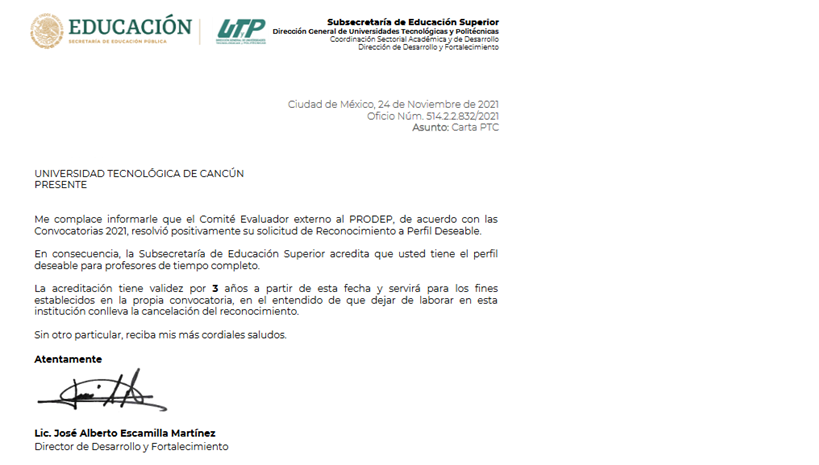 EDUCACIÓN
SECRETARÍA DE EDUCACIÓN PÚBLICA
UTP
Subsecretaría de Educación Superior
Dirección General de Universidades Tecnológicas y Politécnicas
Coordinación Sectorial Académica y de Desarrollo
Dirección de Desarrollo y Fortalecimiento
Ciudad de México, 24 de Noviembre de 2021
Oficio Núm. 514.2.2.832/2021
Asunto: Carta PTC
UNIVERSIDAD TECNOLÓGICA DE CANCÚN
PRESENTE
Me complace informarle que el Comité Evaluador externo al PRODEP, de acuerdo con las
Convocatorias 2021, resolvió positivamente su solicitud de Reconocimiento a Perfil Deseable.
En consecuencia, la Subsecretaría de Educación Superior acredita que usted tiene el perfil
deseable para profesores de tiempo completo.
La acreditación tiene validez por 3 años a partir de esta fecha y servirá para los fines
establecidos en la propia convocatoria, en el entendido de que dejar de laborar en esta
institución conlleva la cancelación del reconocimiento.
Sin otro particular, reciba mis más cordiales saludos.
Atentamente
Lic. José Alberto Escamilla Martínez
Director de Desarrollo y Fortalecimiento